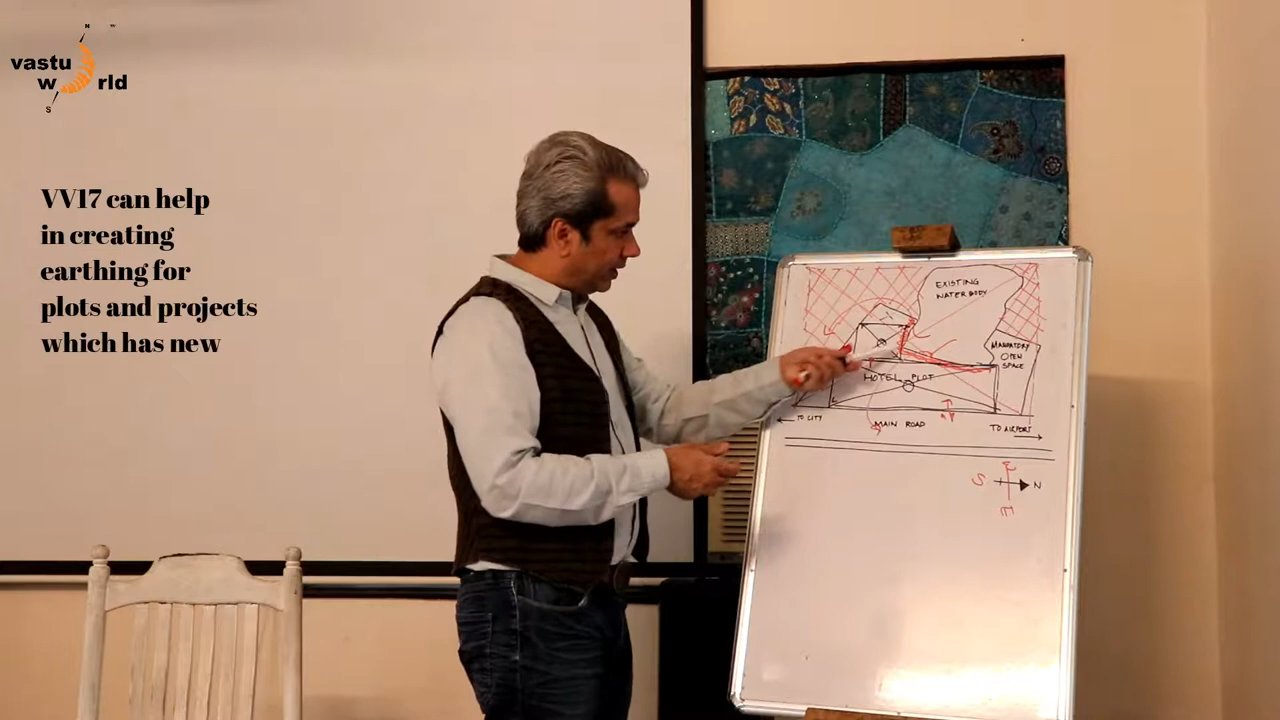 N
vastu
w rld
S
VV17 can help
in creating
earthing for
plots and projects
which has new
EXISTING
WATER BODY
MANDATORY
OPEN
SPACE
HOTEL PLOT
TO CITY
MAIN ROAD
TO AIRPORT
W
S
N
E